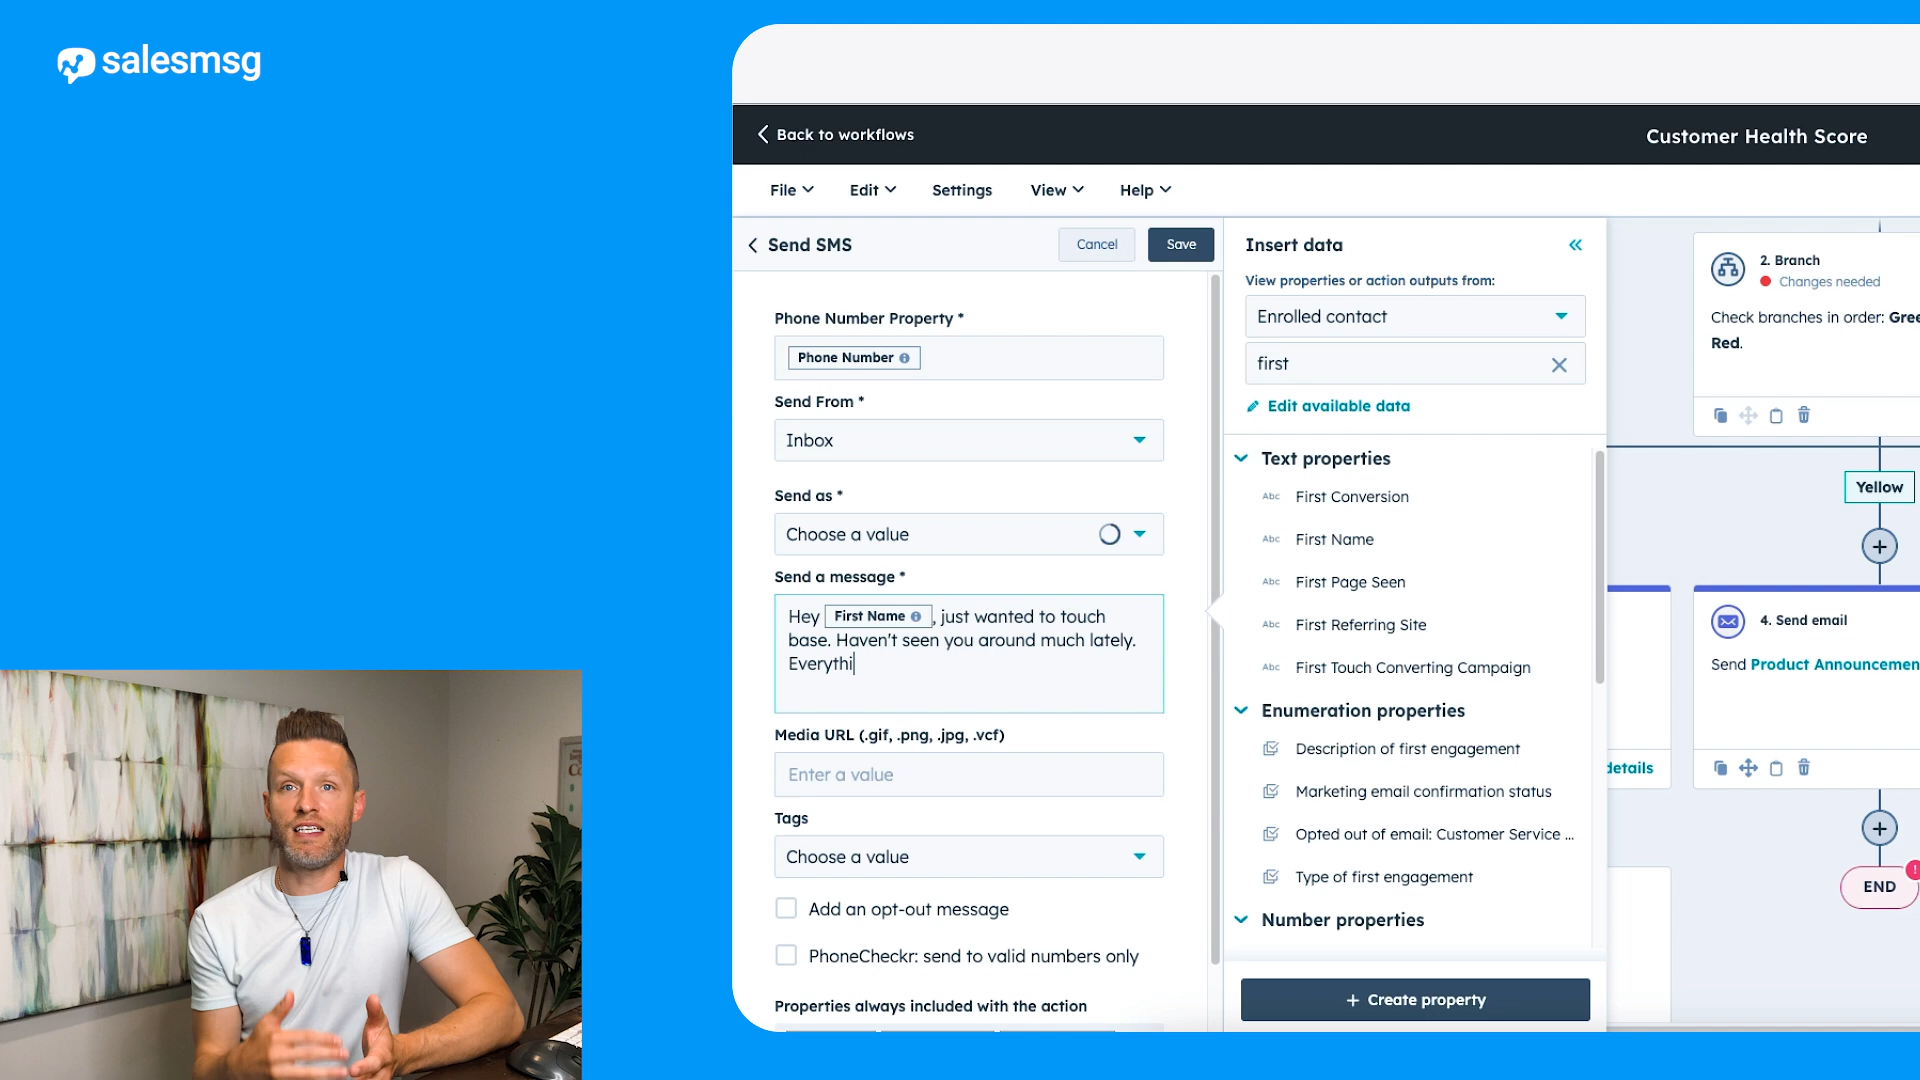 salesmsg
Back to workflows
Customer Health Score
File
Edit
Settings
View
Help
Send SMS
Cancel
Save
Phone Number Property *
Phone Number
Send From *
Inbox
Send as *
Choose a value
Send a message *
Hey First Name , just wanted to touch
base. Haven't seen you around much lately.
Everythi
Media URL (.gif, .png, .jpg, .vcf)
Enter a value
Tags
Choose a value
Add an opt-out message
PhoneCheckr: send to valid numbers only
Properties always included with the action
Insert data
View properties or action outputs from:
Enrolled contact
first
Edit available data
Text properties
Abc First Conversion
Abc First Name
Abc First Page Seen
Abc First Referring Site
Abc First Touch Converting Campaign
Enumeration properties
Description of first engagement
Marketing email confirmation status
Opted out of email: Customer Service ...
Type of first engagement
Number properties
+ Create property
2. Branch
Changes needed
Check branches in order: Gree
Red.
Yellow
4. Send email
Send Product Announcemen
details
END
!